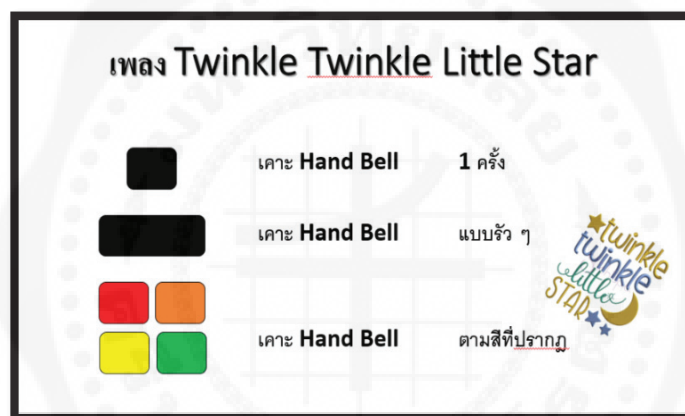 เพลง Twinkle Twinkle Little Star
เคาะ Hand Bell 1 ครั้ง
เคาะ Hand Bell แบบรัว ๆ
twinkle
twinkle
little
STAR
เคาะ Hand Bell ตามสีที่ปรากฏ